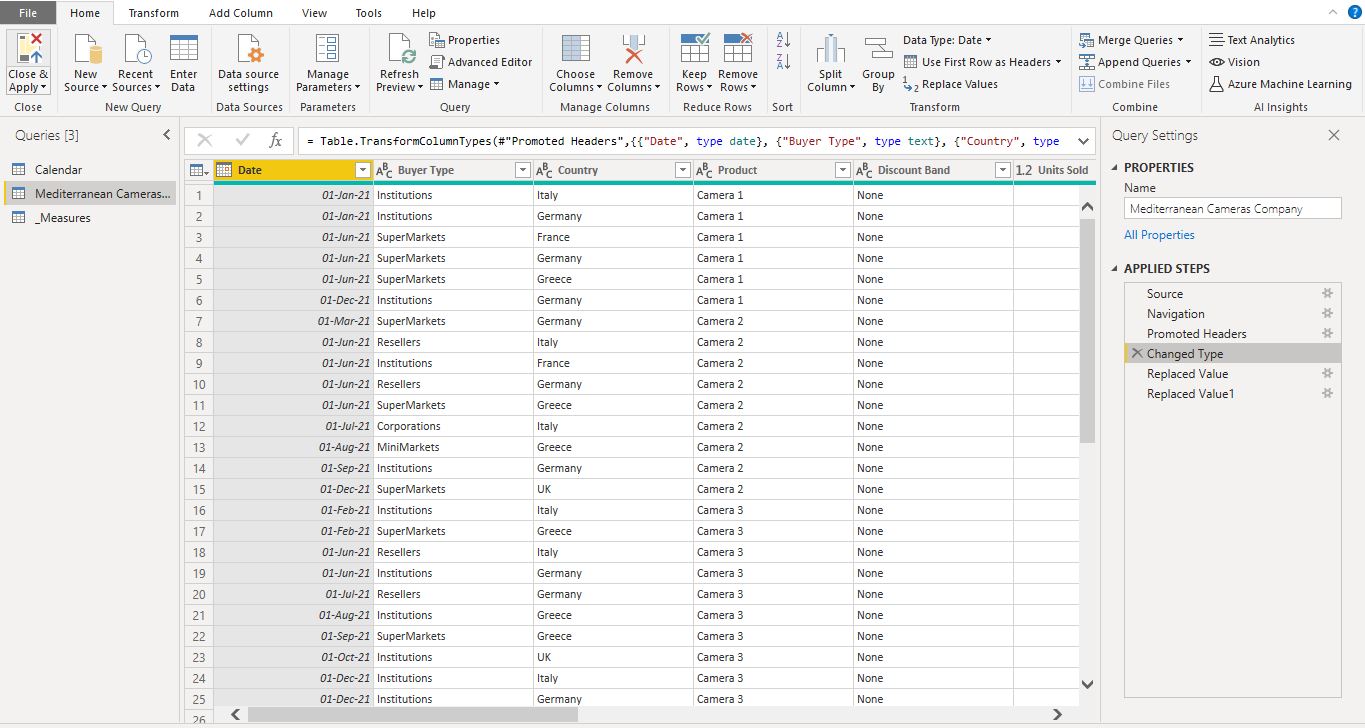 File Home Transform Add Column View Tools Help
Close & Apply
New Source
Recent Sources
Enter Data
Data source settings
Manage Parameters
Refresh Preview
Properties
Advanced Editor
Manage
Choose Columns
Remove Columns
Keep Rows
Remove Rows
Split Column
Group By
Data Type: Date
Use First Row as Headers
Replace Values
Merge Queries
Append Queries
Combine Files
Text Analytics
Vision
Azure Machine Learning
Close New Query Data Sources Parameters Query Manage Columns Reduce Rows Sort Transform Combine AI Insights
Queries [3]
Calendar
Mediterranean Cameras...
_Measures
fx = Table.TransformColumnTypes(#"Promoted Headers",{{"Date", type date}, {"Buyer Type", type text}, {"Country", type
Date ABC Buyer Type ABC Country ABC Product ABC Discount Band 1.2 Units Sold
1 01-Jan-21 Institutions Italy Camera 1 None
2 01-Jan-21 Institutions Germany Camera 1 None
3 01-Jun-21 SuperMarkets France Camera 1 None
4 01-Jun-21 SuperMarkets Germany Camera 1 None
5 01-Jun-21 SuperMarkets Greece Camera 1 None
6 01-Dec-21 Institutions Germany Camera 1 None
7 01-Mar-21 SuperMarkets Germany Camera 2 None
8 01-Jun-21 Resellers Italy Camera 2 None
9 01-Jun-21 Institutions France Camera 2 None
10 01-Jun-21 Resellers Germany Camera 2 None
11 01-Jun-21 SuperMarkets Greece Camera 2 None
12 01-Jul-21 Corporations Italy Camera 2 None
13 01-Aug-21 MiniMarkets Greece Camera 2 None
14 01-Sep-21 Institutions Germany Camera 2 None
15 01-Dec-21 SuperMarkets UK Camera 2 None
16 01-Feb-21 Institutions Italy Camera 3 None
17 01-Feb-21 SuperMarkets Greece Camera 3 None
18 01-Jun-21 Resellers Italy Camera 3 None
19 01-Jun-21 Institutions Germany Camera 3 None
20 01-Jul-21 Resellers Germany Camera 3 None
21 01-Aug-21 Institutions Greece Camera 3 None
22 01-Sep-21 SuperMarkets Greece Camera 3 None
23 01-Oct-21 Institutions UK Camera 3 None
24 01-Dec-21 Institutions Italy Camera 3 None
25 01-Dec-21 Institutions Germany Camera 3 None
26
Query Settings
PROPERTIES
Name
Mediterranean Cameras Company
All Properties
APPLIED STEPS
Source
Navigation
Promoted Headers
Changed Type
Replaced Value
Replaced Value1